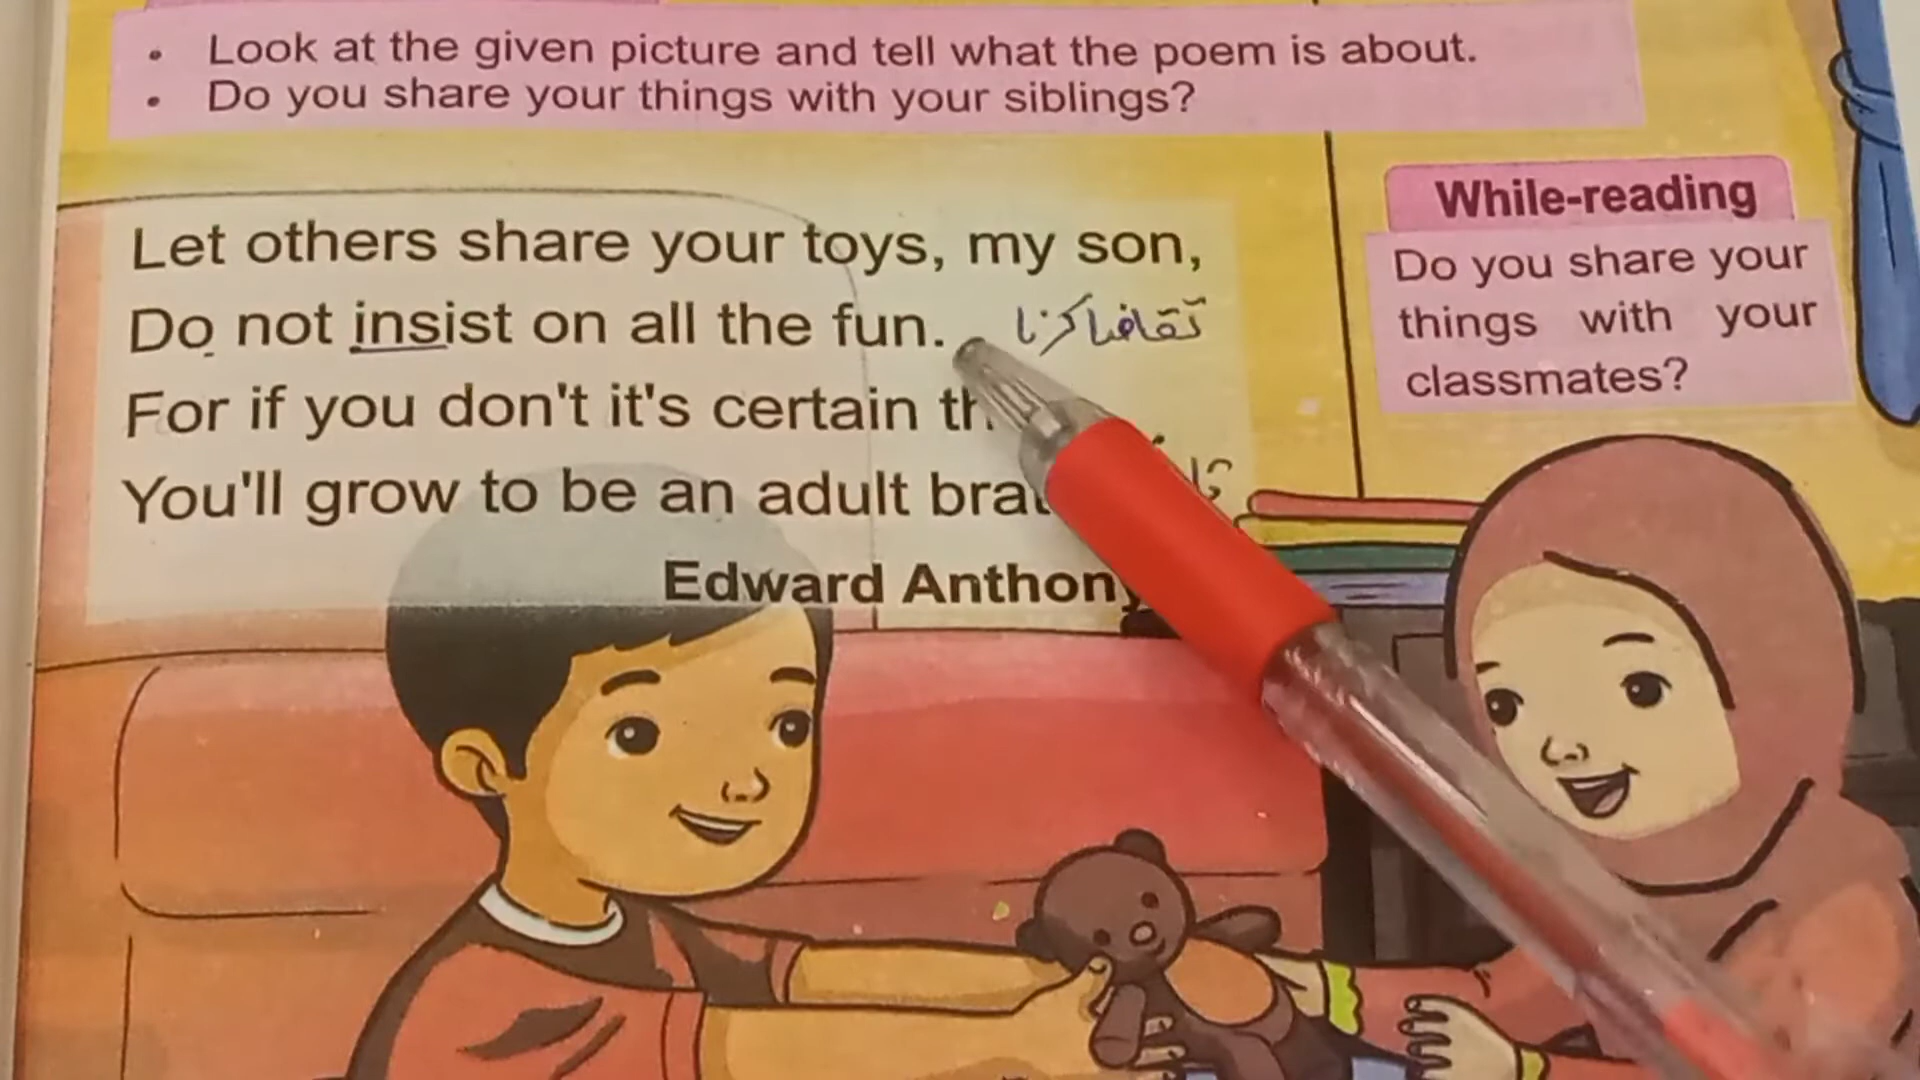 • Look at the given picture and tell what the poem is about.
• Do you share your things with your siblings?
Let others share your toys, my son,
Do not insist on all the fun. تقاضا کرنا
For if you don't it's certain
You'll grow to be an adult
Edward Anthony
While-reading
Do you share your
things with your
classmates?